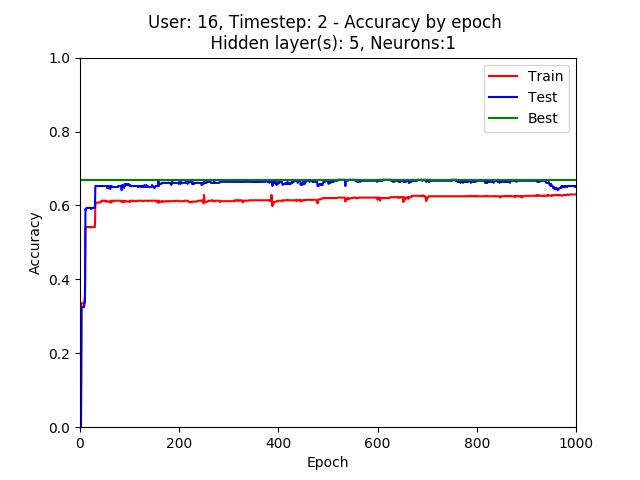 User: 16, Timestep: 2 - Accuracy by epoch
Hidden layer(s): 5, Neurons:1
1.0
Train
Test
Best
0.8
0.6
0.4
0.2
0.0
Accuracy
0
200
400
600
800
1000
Epoch